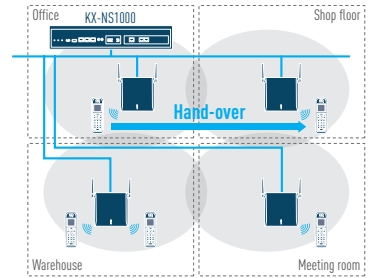 Office
KX-NS1000
Shop floor
Hand-over
Warehouse
Meeting room